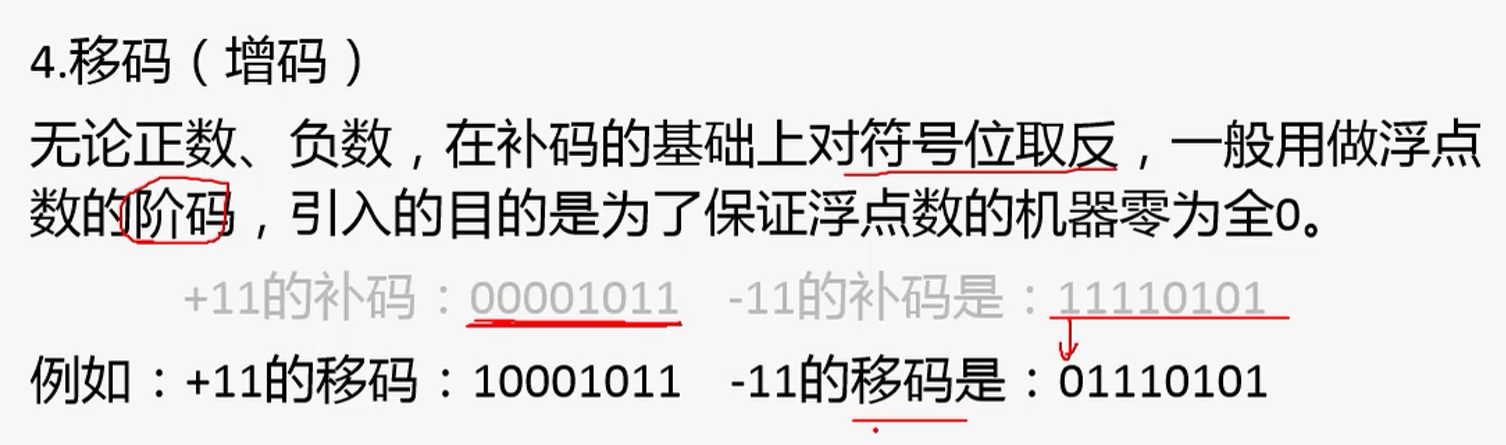 4.移码（增码）
无论正数、负数，在补码的基础上对符号位取反，一般用做浮点
数的阶码，引入的目的是为了保证浮点数的机器零为全0。
+11的补码：00001011 -11的补码是：11110101
例如：+11的移码：10001011 -11的移码是：01110101